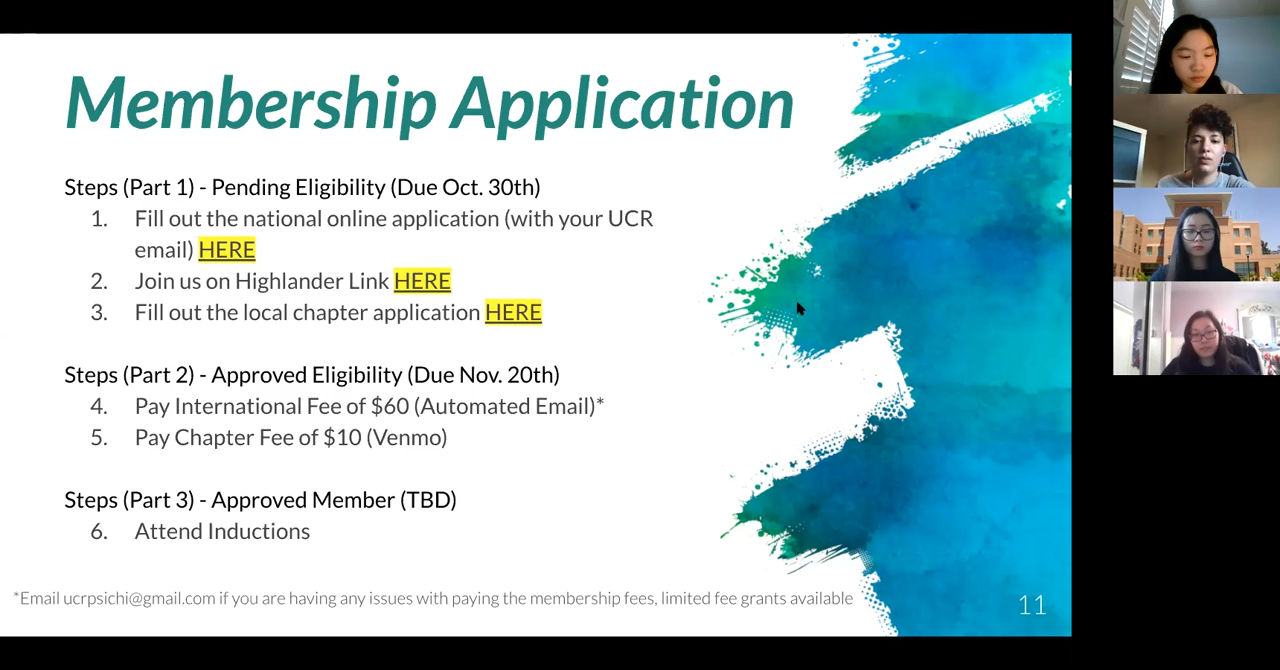 Membership Application
Steps (Part 1) - Pending Eligibility (Due Oct. 30th)
1. Fill out the national online application (with your UCR
email) HERE
2. Join us on Highlander Link HERE
3. Fill out the local chapter application HERE
Steps (Part 2) - Approved Eligibility (Due Nov. 20th)
4. Pay International Fee of $60 (Automated Email)*
5. Pay Chapter Fee of $10 (Venmo)
Steps (Part 3) - Approved Member (TBD)
6. Attend Inductions
*Email ucrpsichi@gmail.com if you are having any issues with paying the membership fees, limited fee grants available
11